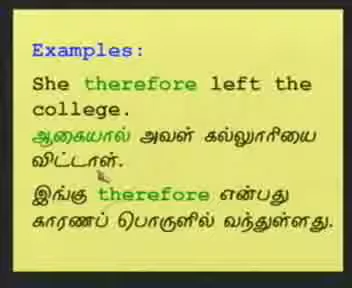 Examples:
She therefore left the
college.
ஆகையால் அவள் கல்லூரியை
விட்டாள்.
இங்கு therefore என்பது
காரணப் பொருளில் வந்துள்ளது.